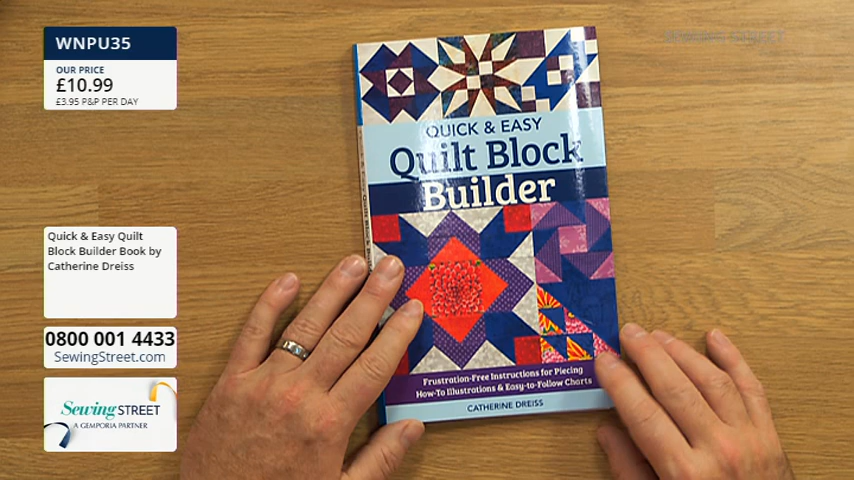 WNPU35
OUR PRICE
£10.99
£3.95 P&P PER DAY
Quick & Easy Quilt
Block Builder Book by
Catherine Dreiss
0800 001 4433
SewingStreet.com
Sewing STREET
A GEMPORIA PARTNER
QUICK & EASY
Quilt Block
Builder
Frustration-Free Instructions for Piecing
How-To Illustrations & Easy-to-Follow Charts
CATHERINE DREISS